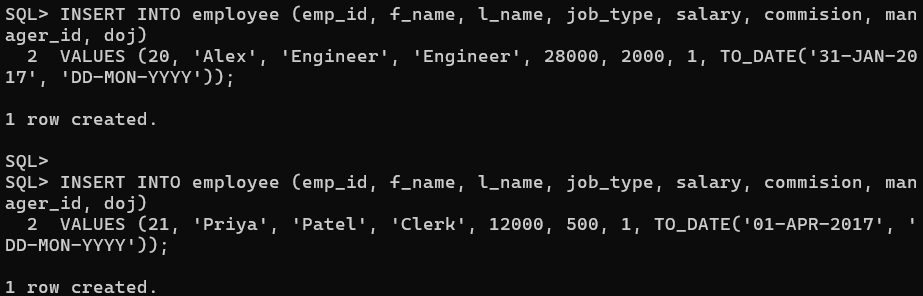 SQL> INSERT INTO employee (emp_id, f_name, l_name, job_type, salary, commision, man
ager_id, doj)
  2  VALUES (20, 'Alex', 'Engineer', 'Engineer', 28000, 2000, 1, TO_DATE('31-JAN-20
17', 'DD-MON-YYYY'));
1 row created.
SQL>
SQL> INSERT INTO employee (emp_id, f_name, l_name, job_type, salary, commision, man
ager_id, doj)
  2  VALUES (21, 'Priya', 'Patel', 'Clerk', 12000, 500, 1, TO_DATE('01-APR-2017', '
DD-MON-YYYY'));
1 row created.